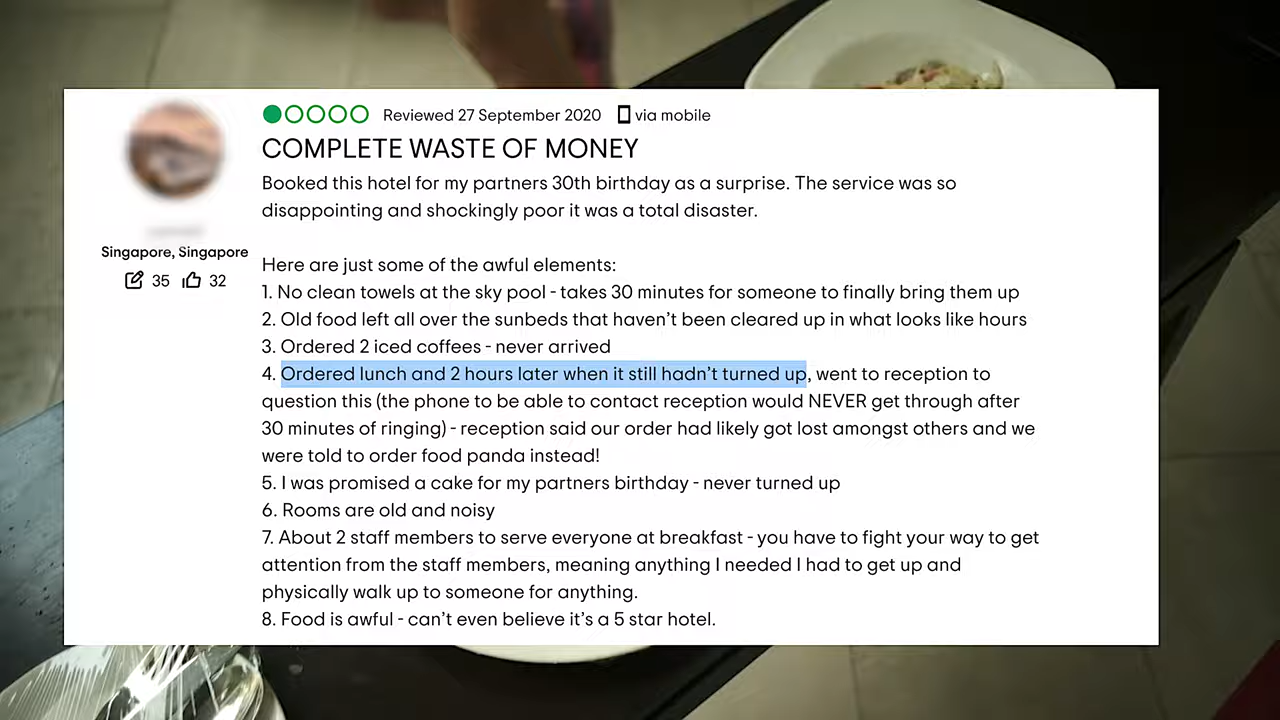 Reviewed 27 September 2020 via mobile
COMPLETE WASTE OF MONEY
Booked this hotel for my partners 30th birthday as a surprise. The service was so
disappointing and shockingly poor it was a total disaster.
Singapore, Singapore
35 32
Here are just some of the awful elements:
1. No clean towels at the sky pool - takes 30 minutes for someone to finally bring them up
2. Old food left all over the sunbeds that haven't been cleared up in what looks like hours
3. Ordered 2 iced coffees - never arrived
4. Ordered lunch and 2 hours later when it still hadn't turned up, went to reception to
question this (the phone to be able to contact reception would NEVER get through after
30 minutes of ringing) - reception said our order had likely got lost amongst others and we
were told to order food panda instead!
5. I was promised a cake for my partners birthday - never turned up
6. Rooms are old and noisy
7. About 2 staff members to serve everyone at breakfast - you have to fight your way to get
attention from the staff members, meaning anything I needed I had to get up and
physically walk up to someone for anything.
8. Food is awful - can't even believe it's a 5 star hotel.